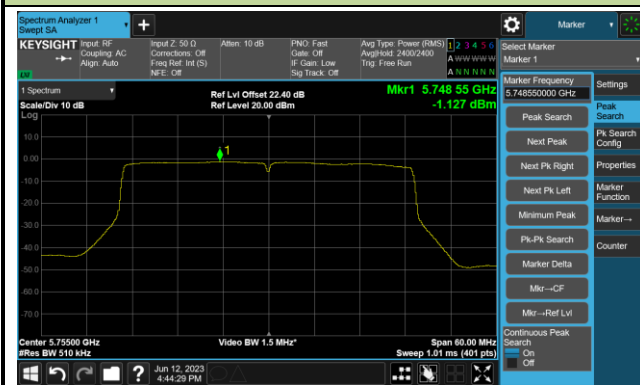 Spectrum Analyzer 1
Swept SA
+
Marker
KEYSIGHT
Input: RF
Coupling: AC
Align: Auto
Input Z: 50 Ω
Corrections: Off
Freq Ref: Int (S)
NFE: Off
Atten: 10 dB
PNO: Fast
Gate: Off
IF Gain: Low
Sig Track: Off
Avg Type: Power (RMS)
Avg|Hold: 2400/2400
Trig: Free Run
1 2 3 4 5 6
A W W W W W
A N N N N N
LXI
Select Marker
Marker 1
1 Spectrum
Scale/Div 10 dB
Log
Ref Lvl Offset 22.40 dB
Ref Level 20.00 dBm
Mkr1 5.748 55 GHz
-1.127 dBm
10.0
0.00
-10.0
-20.0
-30.0
-40.0
-50.0
-60.0
-70.0
1
Center 5.75500 GHz
#Res BW 510 kHz
Video BW 1.5 MHz*
Span 60.00 MHz
Sweep 1.01 ms (401 pts)
Marker Frequency
5.748550000 GHz
Peak Search
Next Peak
Next Pk Right
Next Pk Left
Minimum Peak
Pk-Pk Search
Marker Delta
Mkr→CF
Mkr→Ref Lvl
Continuous Peak
Search
On
Off
Settings
Peak
Search
Pk Search
Config
Properties
Marker
Function
Marker→
Counter
?
Jun 12, 2023
4:44:29 PM